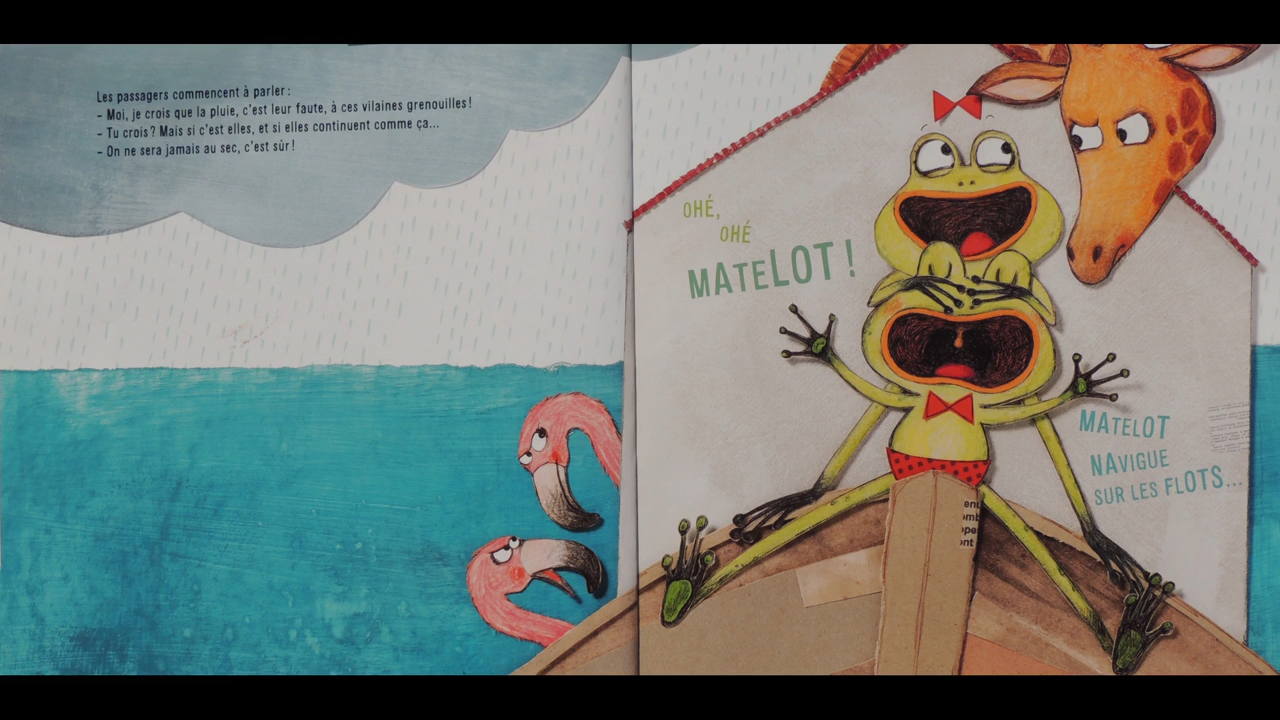 Les passagers commencent à parler :
– Moi, je crois que la pluie, c'est leur faute, à ces vilaines grenouilles !
– Tu crois ? Mais si c'est elles, et si elles continuent comme ça...
– On ne sera jamais au sec, c'est sûr !
OHÉ,
OHÉ
MATELOT !
MATELOT
NAVIGUE
SUR LES FLOTS...